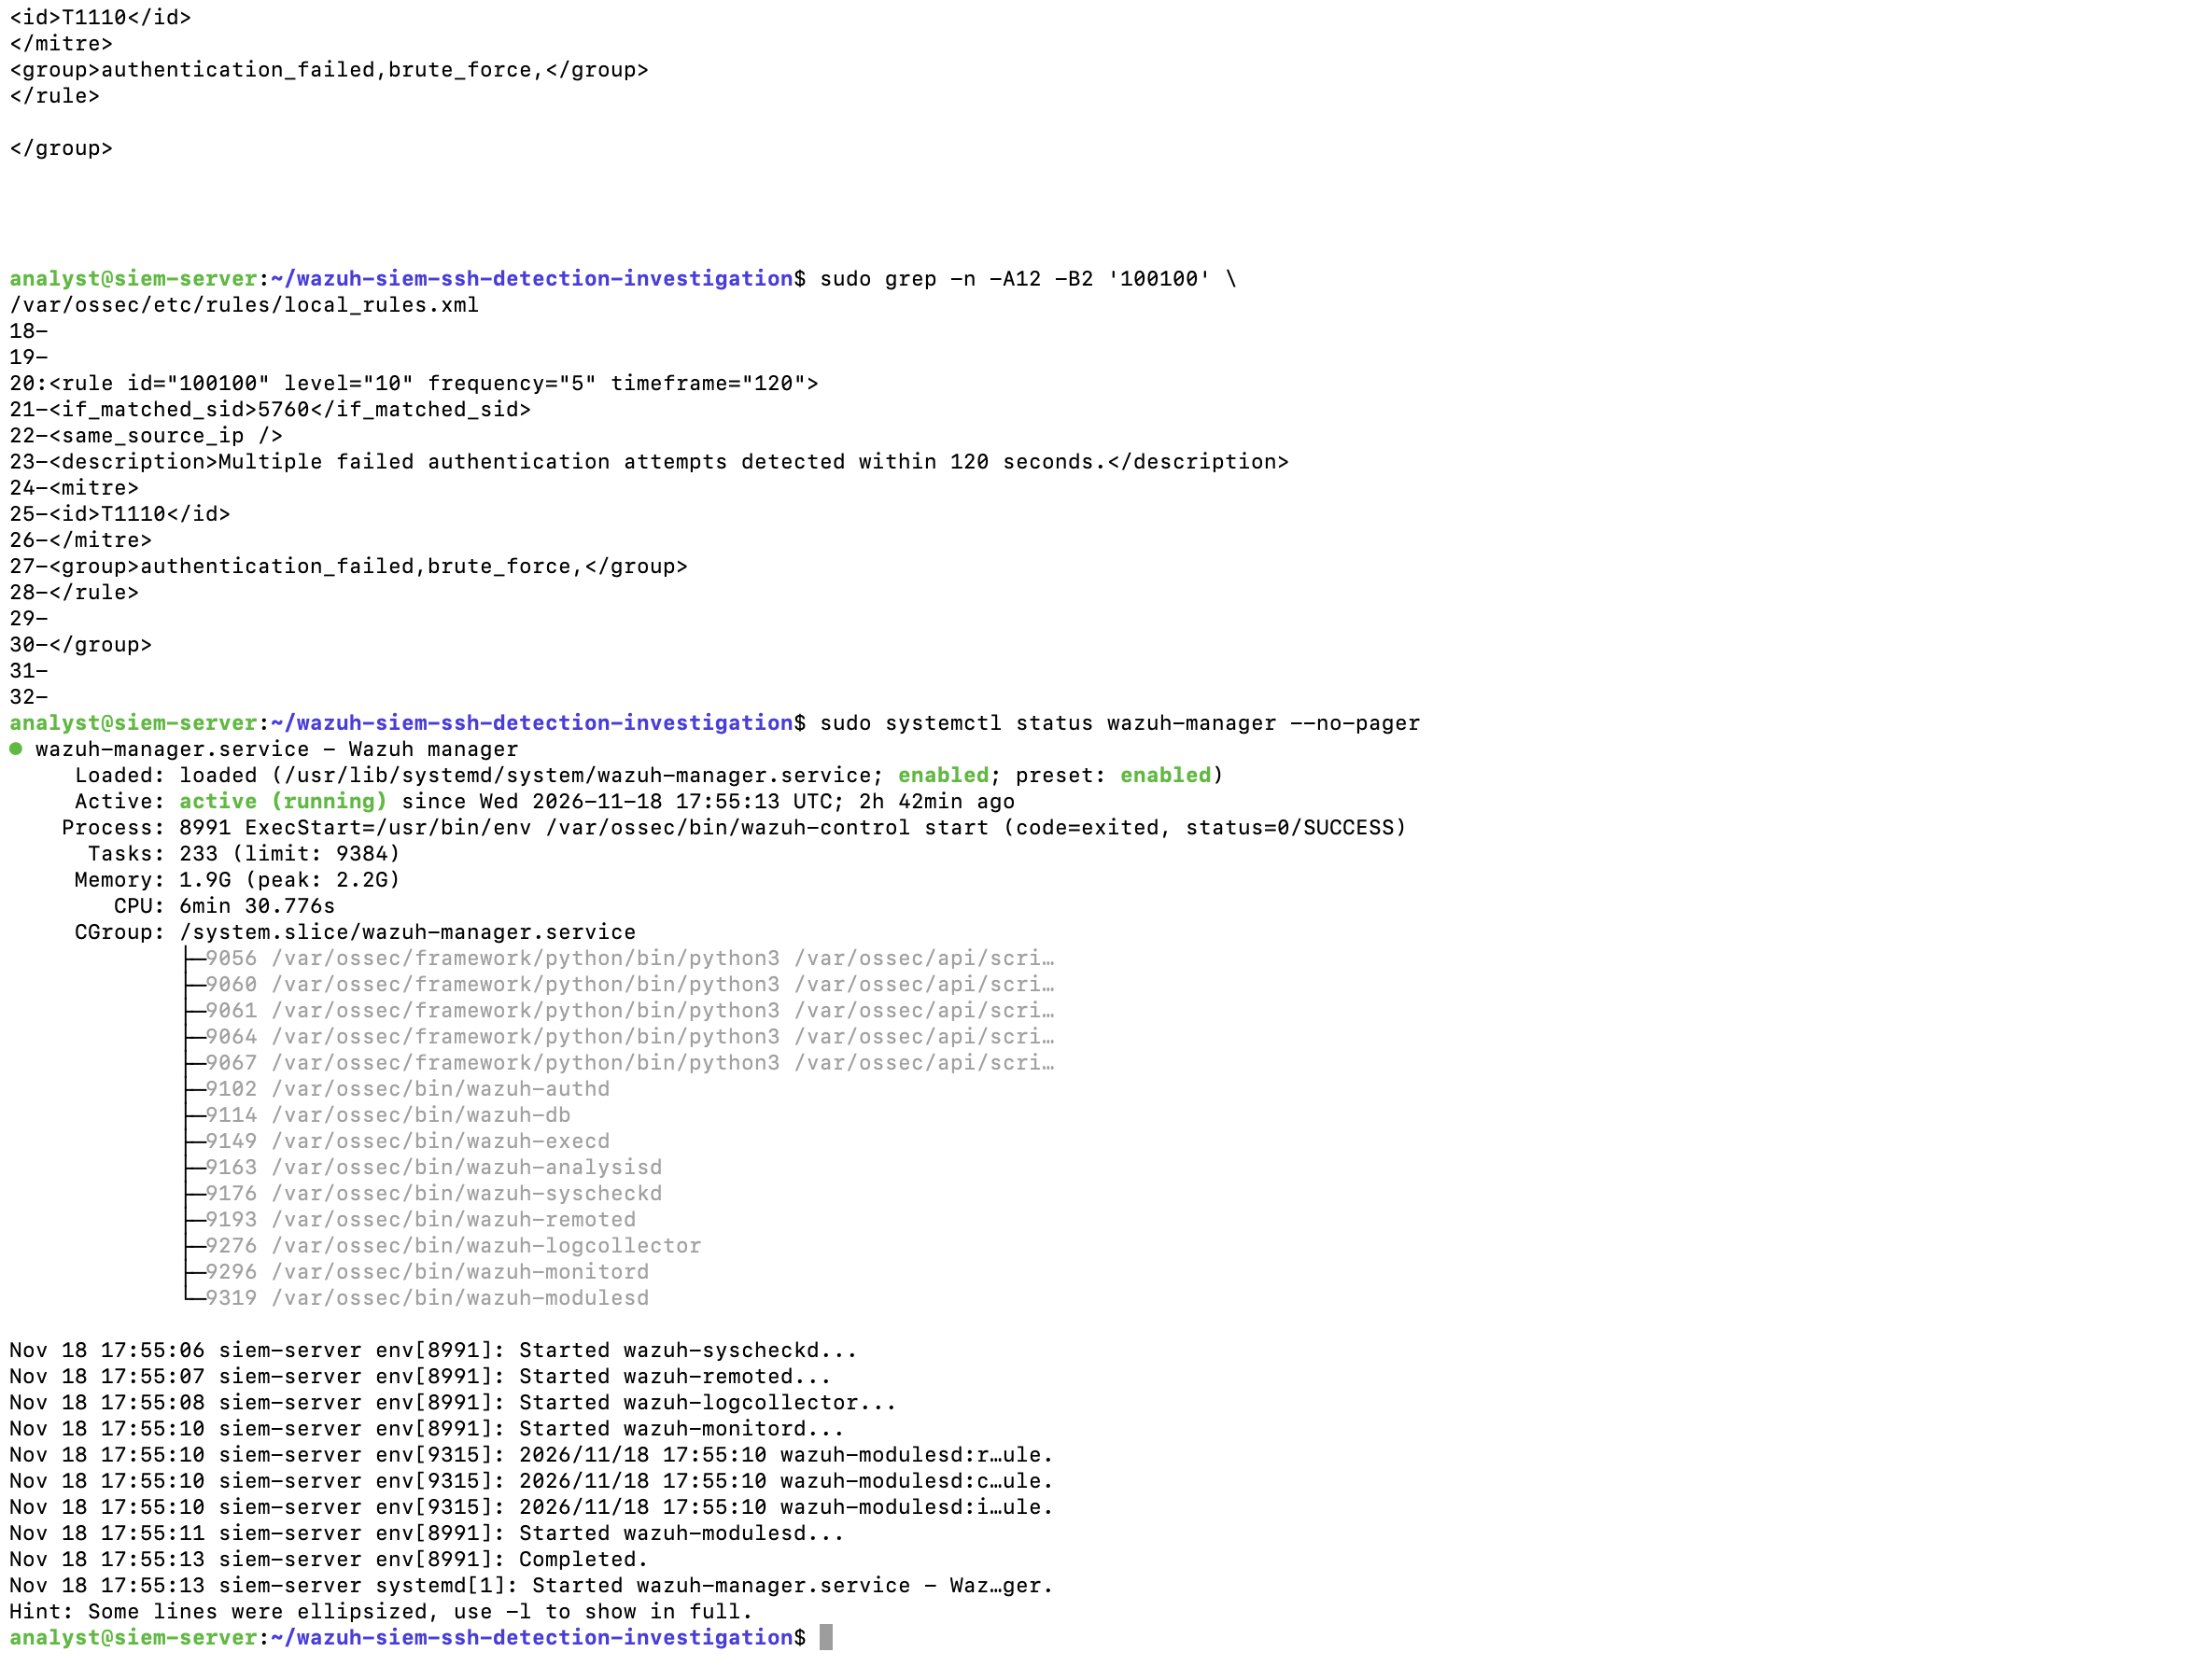 <id>T1110</id>
</mitre>
<group>authentication_failed,brute_force,</group>
</rule>

</group>

analyst@siem-server:~/wazuh-siem-ssh-detection-investigation$ sudo grep -n -A12 -B2 '100100' \
/var/ossec/etc/rules/local_rules.xml
18-
19-
20:<rule id="100100" level="10" frequency="5" timeframe="120">
21-<if_matched_sid>5760</if_matched_sid>
22-<same_source_ip />
23-<description>Multiple failed authentication attempts detected within 120 seconds.</description>
24-<mitre>
25-<id>T1110</id>
26-</mitre>
27-<group>authentication_failed,brute_force,</group>
28-</rule>
29-
30-</group>
31-
32-
analyst@siem-server:~/wazuh-siem-ssh-detection-investigation$ sudo systemctl status wazuh-manager --no-pager
● wazuh-manager.service - Wazuh manager
     Loaded: loaded (/usr/lib/systemd/system/wazuh-manager.service; enabled; preset: enabled)
     Active: active (running) since Wed 2026-11-18 17:55:13 UTC; 2h 42min ago
    Process: 8991 ExecStart=/usr/bin/env /var/ossec/bin/wazuh-control start (code=exited, status=0/SUCCESS)
      Tasks: 233 (limit: 9384)
     Memory: 1.9G (peak: 2.2G)
        CPU: 6min 30.776s
     CGroup: /system.slice/wazuh-manager.service
             ├─9056 /var/ossec/framework/python/bin/python3 /var/ossec/api/scri…
             ├─9060 /var/ossec/framework/python/bin/python3 /var/ossec/api/scri…
             ├─9061 /var/ossec/framework/python/bin/python3 /var/ossec/api/scri…
             ├─9064 /var/ossec/framework/python/bin/python3 /var/ossec/api/scri…
             ├─9067 /var/ossec/framework/python/bin/python3 /var/ossec/api/scri…
             ├─9102 /var/ossec/bin/wazuh-authd
             ├─9114 /var/ossec/bin/wazuh-db
             ├─9149 /var/ossec/bin/wazuh-execd
             ├─9163 /var/ossec/bin/wazuh-analysisd
             ├─9176 /var/ossec/bin/wazuh-syscheckd
             ├─9193 /var/ossec/bin/wazuh-remoted
             ├─9276 /var/ossec/bin/wazuh-logcollector
             ├─9296 /var/ossec/bin/wazuh-monitord
             └─9319 /var/ossec/bin/wazuh-modulesd

Nov 18 17:55:06 siem-server env[8991]: Started wazuh-syscheckd...
Nov 18 17:55:07 siem-server env[8991]: Started wazuh-remoted...
Nov 18 17:55:08 siem-server env[8991]: Started wazuh-logcollector...
Nov 18 17:55:10 siem-server env[8991]: Started wazuh-monitord...
Nov 18 17:55:10 siem-server env[9315]: 2026/11/18 17:55:10 wazuh-modulesd:r…ule.
Nov 18 17:55:10 siem-server env[9315]: 2026/11/18 17:55:10 wazuh-modulesd:c…ule.
Nov 18 17:55:10 siem-server env[9315]: 2026/11/18 17:55:10 wazuh-modulesd:i…ule.
Nov 18 17:55:11 siem-server env[8991]: Started wazuh-modulesd...
Nov 18 17:55:13 siem-server env[8991]: Completed.
Nov 18 17:55:13 siem-server systemd[1]: Started wazuh-manager.service - Waz…ger.
Hint: Some lines were ellipsized, use -l to show in full.
analyst@siem-server:~/wazuh-siem-ssh-detection-investigation$